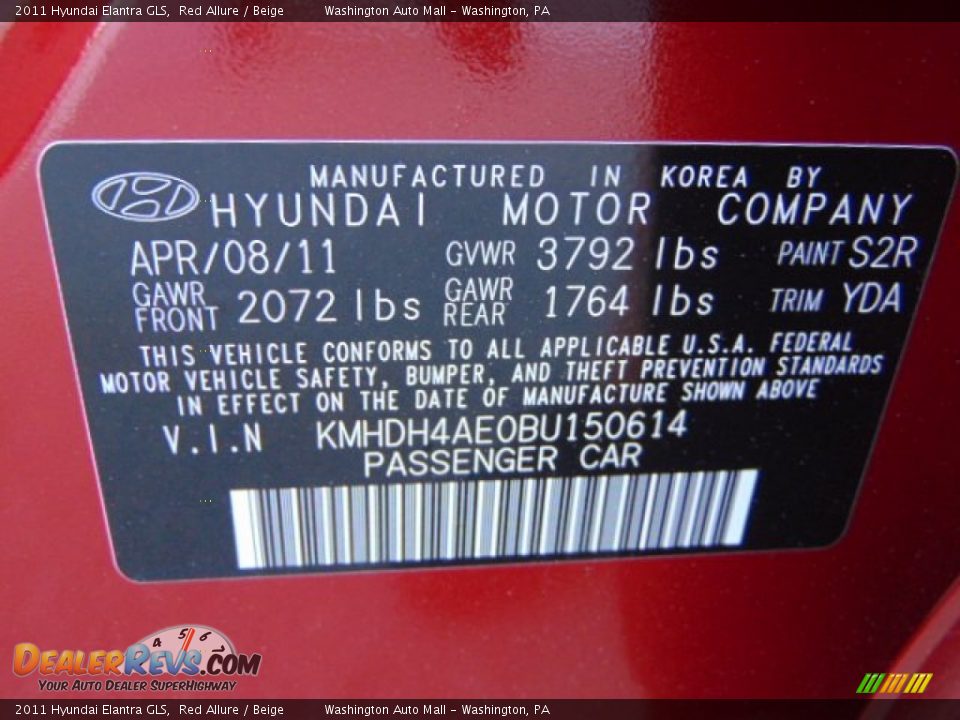 2011 Hyundai Elantra GLS, Red Allure / Beige Washington Auto Mall - Washington, PA
MANUFACTURED IN KOREA BY
HYUNDAI MOTOR COMPANY
APR/08/11 GVWR 3792 lbs PAINT S2R
GAWR FRONT 2072 lbs GAWR REAR 1764 lbs TRIM YDA
THIS VEHICLE CONFORMS TO ALL APPLICABLE U.S.A. FEDERAL
MOTOR VEHICLE SAFETY, BUMPER, AND THEFT PREVENTION STANDARDS
IN EFFECT ON THE DATE OF MANUFACTURE SHOWN ABOVE
V.I.N KMHDH4AE0BU150614
PASSENGER CAR
4 5 6 7
DealerRevs.com
Your Auto Dealer SuperHighway
2011 Hyundai Elantra GLS, Red Allure / Beige Washington Auto Mall - Washington, PA